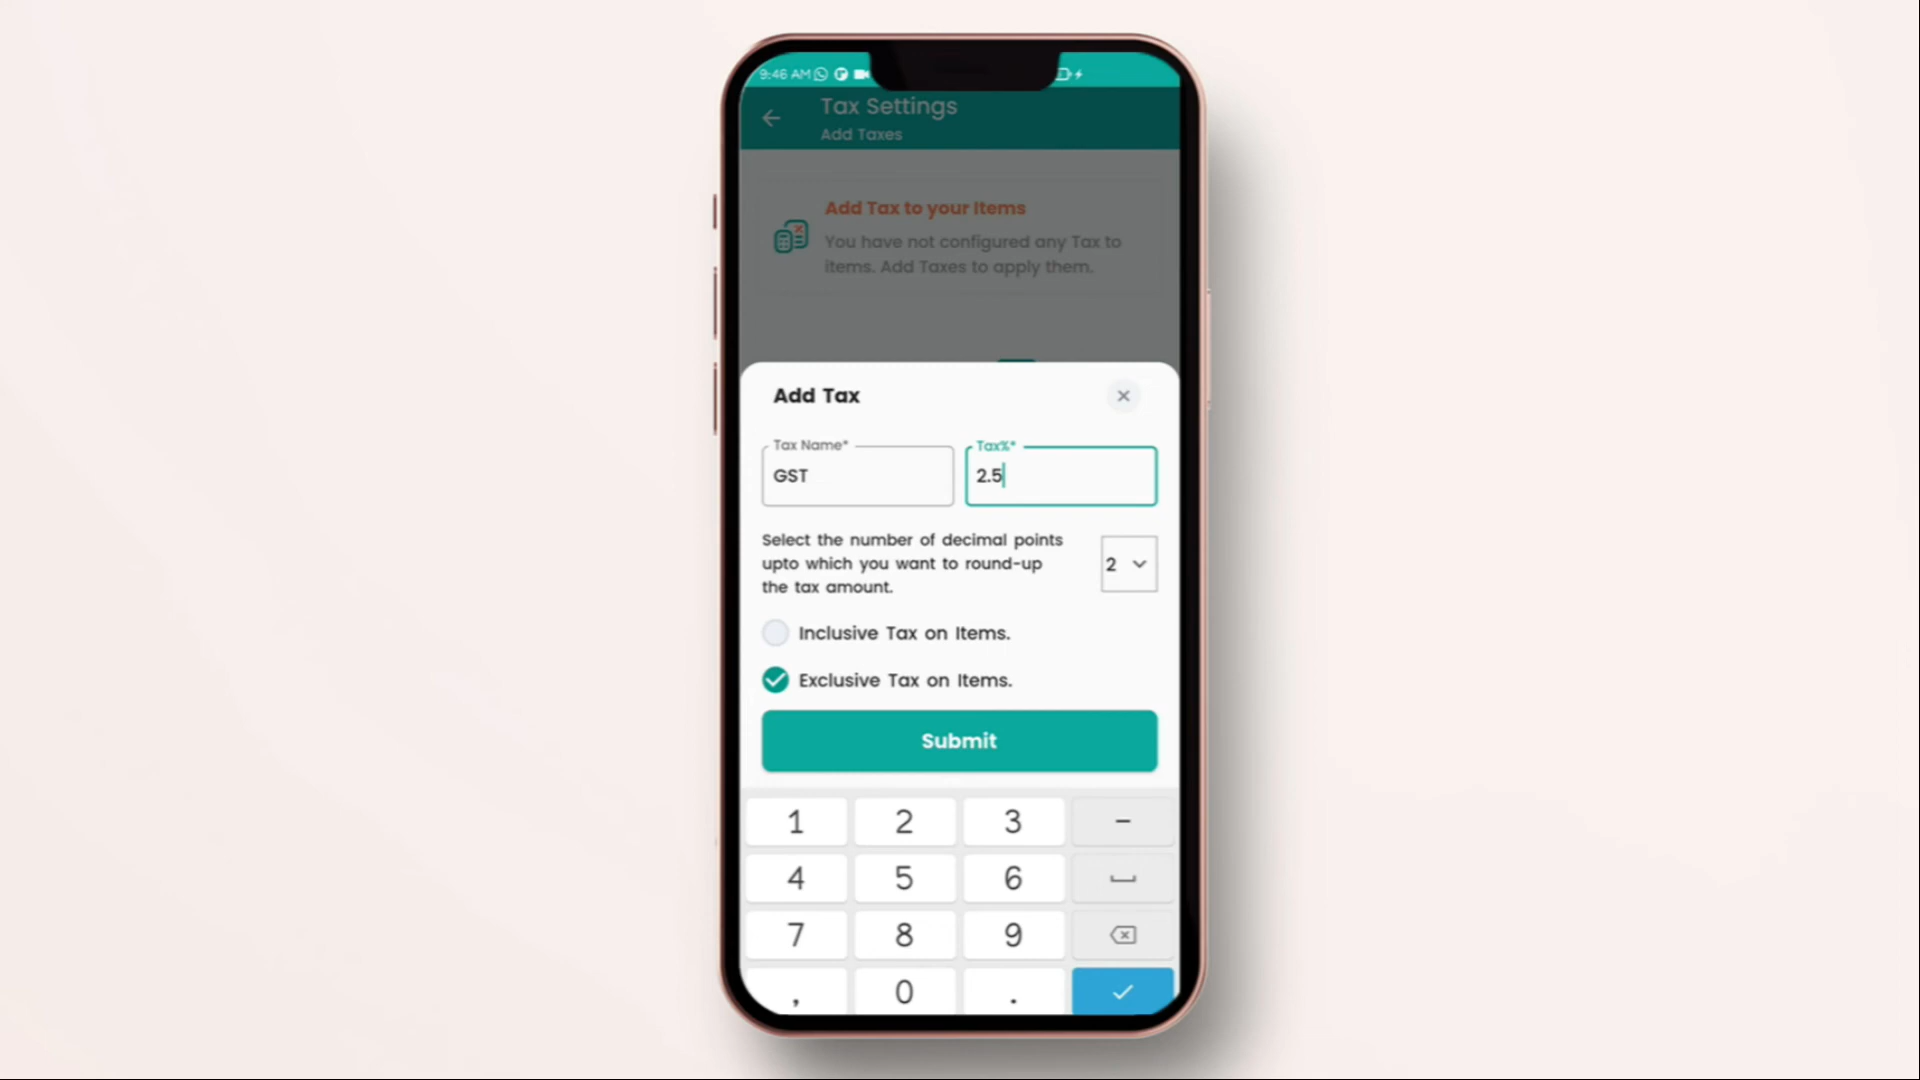 9:46 AM
Tax Settings
Add Taxes
Add Tax to your Items
You have not configured any Tax to
items. Add Taxes to apply them.
Add Tax
Tax Name*
Tax%*
GST
2.5
Select the number of decimal points
upto which you want to round-up
the tax amount.
2
Inclusive Tax on Items.
Exclusive Tax on Items.
Submit
1 2 3 -
4 5 6
7 8 9
, 0 .